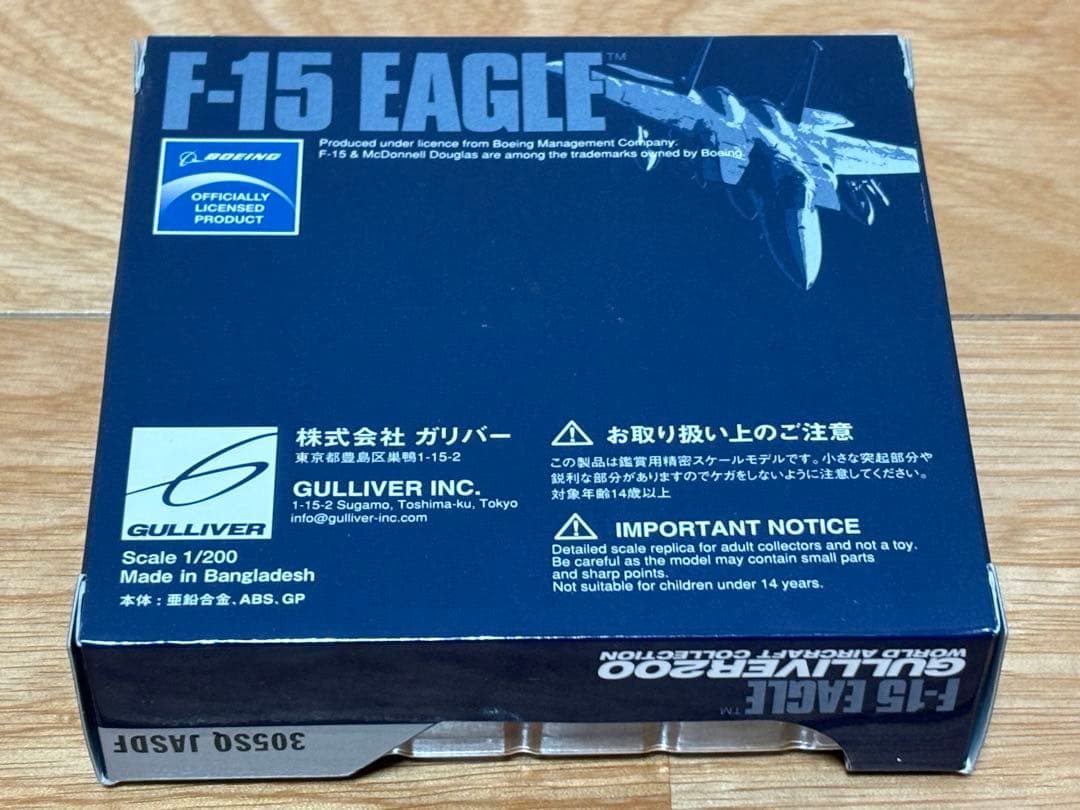 F-15 EAGLE™
Produced under licence from Boeing Management Company.
F-15 & McDonnell Douglas are among the trademarks owned by Boeing.
BOEING
OFFICIALLY
LICENSED
PRODUCT
株式会社 ガリバー
東京都豊島区巣鴨1-15-2
GULLIVER INC.
1-15-2 Sugamo, Toshima-ku, Tokyo
info@gulliver-inc.com
GULLIVER
Scale 1/200
Made in Bangladesh
本体：亜鉛合金、ABS、GP
⚠ お取り扱い上のご注意
この製品は鑑賞用精密スケールモデルです。小さな突起部分や
鋭利な部分がありますのでケガをしないように注意してください。
対象年齢14歳以上
⚠ IMPORTANT NOTICE
Detailed scale replica for adult collectors and not a toy.
Be careful as the model may contain small parts
and sharp points.
Not suitable for children under 14 years.
F-15 EAGLE™
GULLIVER200
WORLD AIRCRAFT COLLECTION
305SQ JASDF